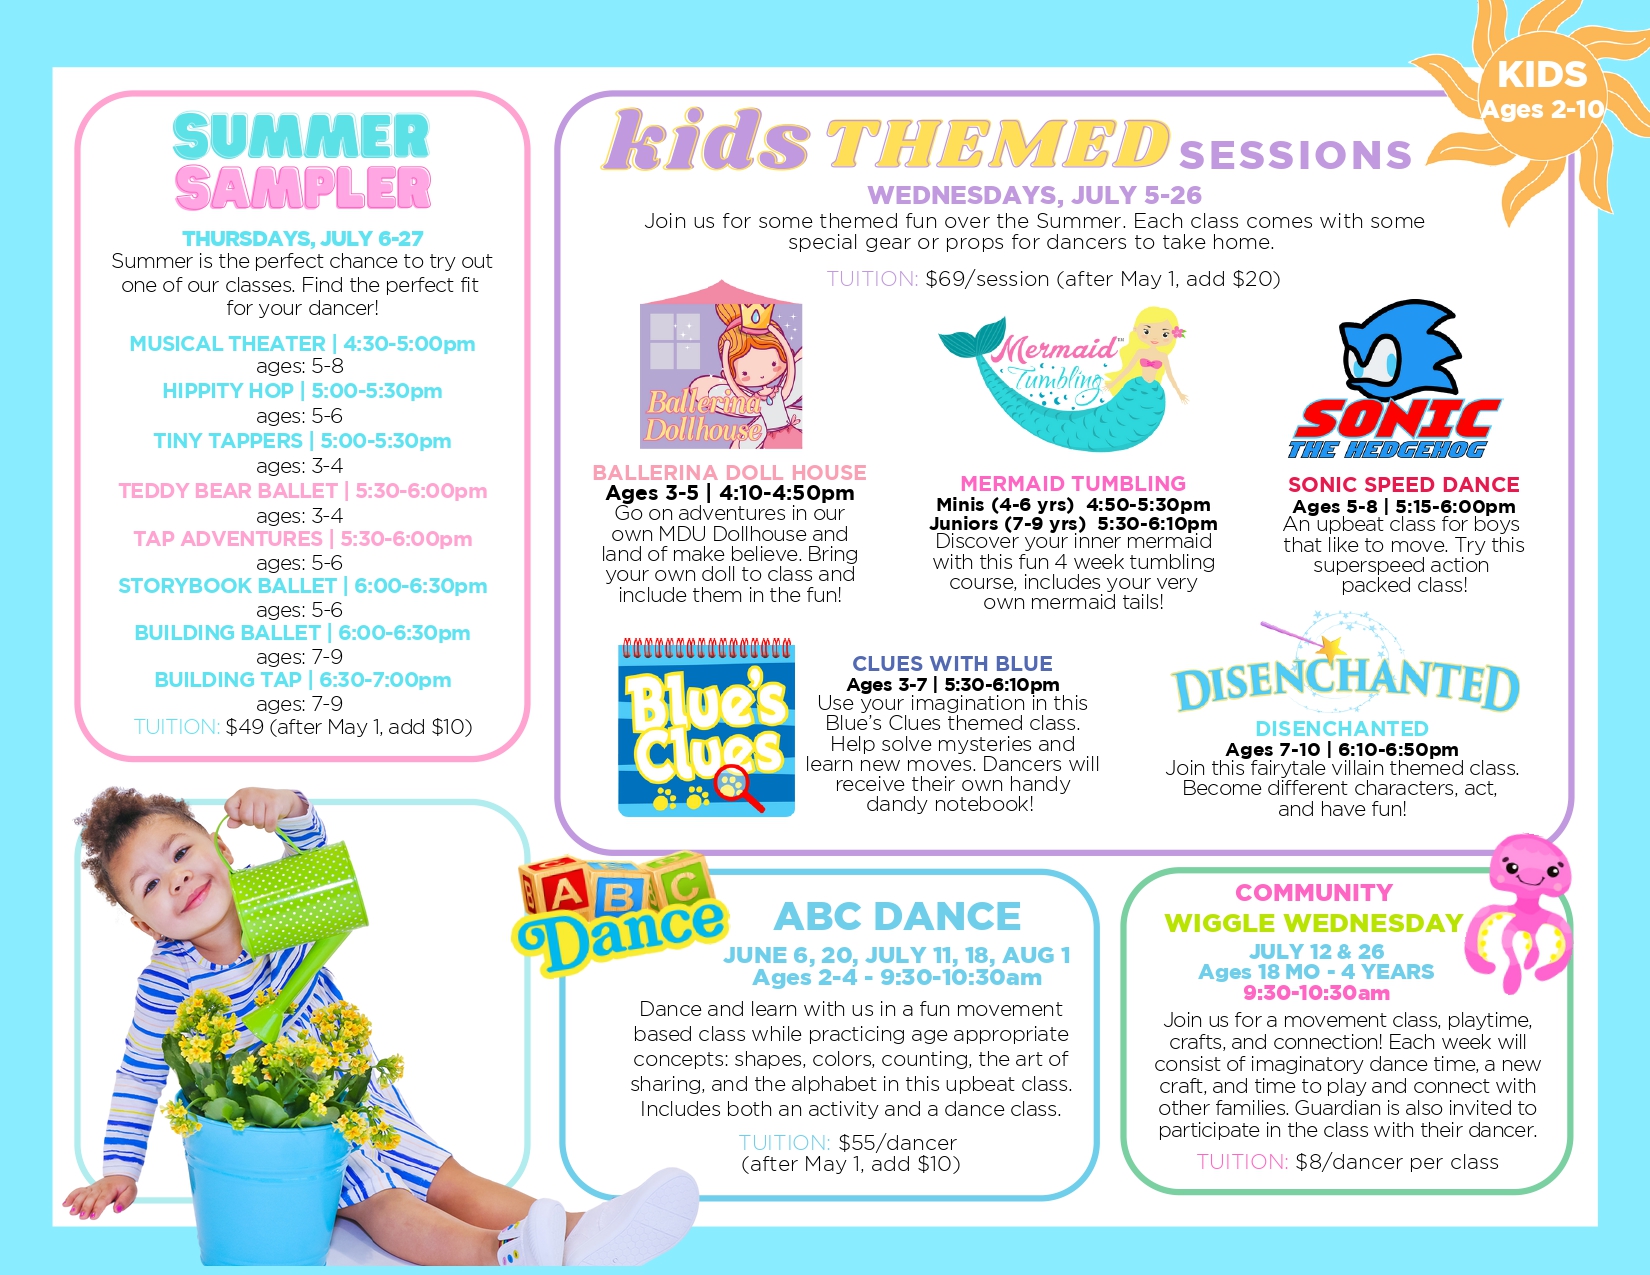 KIDS
Ages 2-10
SUMMER
SAMPLER
THURSDAYS, JULY 6-27
Summer is the perfect chance to try out
one of our classes. Find the perfect fit
for your dancer!
MUSICAL THEATER | 4:30-5:00pm
ages: 5-8
HIPPITY HOP | 5:00-5:30pm
ages: 5-6
TINY TAPPERS | 5:00-5:30pm
ages: 3-4
TEDDY BEAR BALLET | 5:30-6:00pm
ages: 3-4
TAP ADVENTURES | 5:30-6:00pm
ages: 5-6
STORYBOOK BALLET | 6:00-6:30pm
ages: 5-6
BUILDING BALLET | 6:00-6:30pm
ages: 7-9
BUILDING TAP | 6:30-7:00pm
ages: 7-9
TUITION: $49 (after May 1, add $10)
kids THEMED SESSIONS
WEDNESDAYS, JULY 5-26
Join us for some themed fun over the Summer. Each class comes with some
special gear or props for dancers to take home.
TUITION: $69/session (after May 1, add $20)
Ballerina
Dollhouse
BALLERINA DOLL HOUSE
Ages 3-5 | 4:10-4:50pm
Go on adventures in our
own MDU Dollhouse and
land of make believe. Bring
your own doll to class and
include them in the fun!
Mermaid™
Tumbling
MERMAID TUMBLING
Minis (4-6 yrs) 4:50-5:30pm
Juniors (7-9 yrs) 5:30-6:10pm
Discover your inner mermaid
with this fun 4 week tumbling
course, includes your very
own mermaid tails!
SONIC
THE HEDGEHOG
SONIC SPEED DANCE
Ages 5-8 | 5:15-6:00pm
An upbeat class for boys
that like to move. Try this
superspeed action
packed class!
Blue's
Clues
CLUES WITH BLUE
Ages 3-7 | 5:30-6:10pm
Use your imagination in this
Blue's Clues themed class.
Help solve mysteries and
learn new moves. Dancers will
receive their own handy
dandy notebook!
DISENCHANTED
DISENCHANTED
Ages 7-10 | 6:10-6:50pm
Join this fairytale villain themed class.
Become different characters, act,
and have fun!
ABC
Dance
ABC DANCE
JUNE 6, 20, JULY 11, 18, AUG 1
Ages 2-4 - 9:30-10:30am
Dance and learn with us in a fun movement
based class while practicing age appropriate
concepts: shapes, colors, counting, the art of
sharing, and the alphabet in this upbeat class.
Includes both an activity and a dance class.
TUITION: $55/dancer
(after May 1, add $10)
COMMUNITY
WIGGLE WEDNESDAY
JULY 12 & 26
Ages 18 MO - 4 YEARS
9:30-10:30am
Join us for a movement class, playtime,
crafts, and connection! Each week will
consist of imaginatory dance time, a new
craft, and time to play and connect with
other families. Guardian is also invited to
participate in the class with their dancer.
TUITION: $8/dancer per class